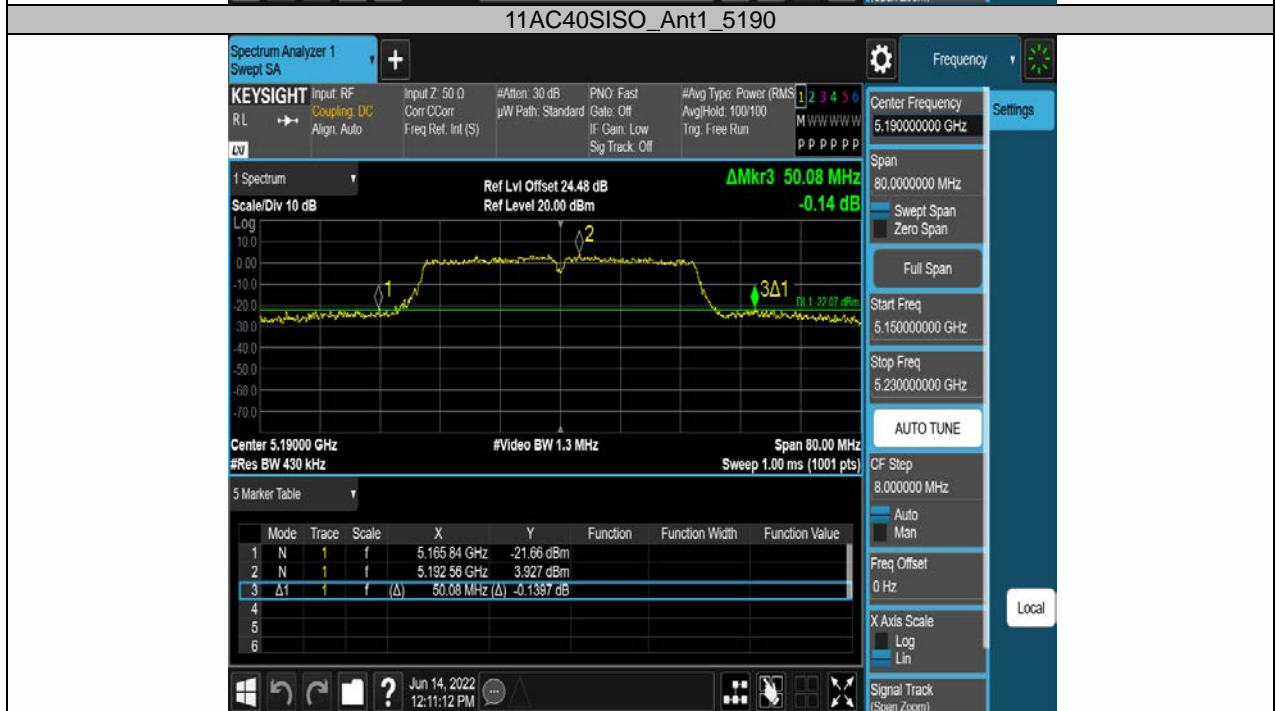 11AC40SISO_Ant1_5190
Spectrum Analyzer 1
Swept SA
+
Frequency
KEYSIGHT
RL
LXI
Input: RF
Coupling: DC
Align: Auto
Input Z: 50 Ω
Corr CCorr
Freq Ref: Int (S)
#Atten: 30 dB
µW Path: Standard
PNO: Fast
Gate: Off
IF Gain: Low
Sig Track: Off
#Avg Type: Power (RMS
Avg|Hold: 100/100
Trig: Free Run
1 2 3 4 5 6
M W W W W W
P P P P P P
Center Frequency
5.190000000 GHz
Settings
Span
80.0000000 MHz
Swept Span
Zero Span
Full Span
Start Freq
5.150000000 GHz
Stop Freq
5.230000000 GHz
AUTO TUNE
CF Step
8.000000 MHz
Auto
Man
Freq Offset
0 Hz
X Axis Scale
Log
Lin
Local
Signal Track
(Span Zoom)
1 Spectrum
Scale/Div 10 dB
Ref Lvl Offset 24.48 dB
Ref Level 20.00 dBm
ΔMkr3 50.08 MHz
-0.14 dB
Log
10.0
0.00
-10.0
-20.0
-30.0
-40.0
-50.0
-60.0
-70.0
1
2
3Δ1
DL1 -22.07 dBm
Center 5.19000 GHz
#Video BW 1.3 MHz
Span 80.00 MHz
#Res BW 430 kHz
Sweep 1.00 ms (1001 pts)
5 Marker Table
Mode Trace Scale X Y Function Function Width Function Value
1 N 1 f 5.165 84 GHz -21.66 dBm
2 N 1 f 5.192 56 GHz 3.927 dBm
3 Δ1 1 f (Δ) 50.08 MHz (Δ) -0.1397 dB
4
5
6
?
Jun 14, 2022
12:11:12 PM